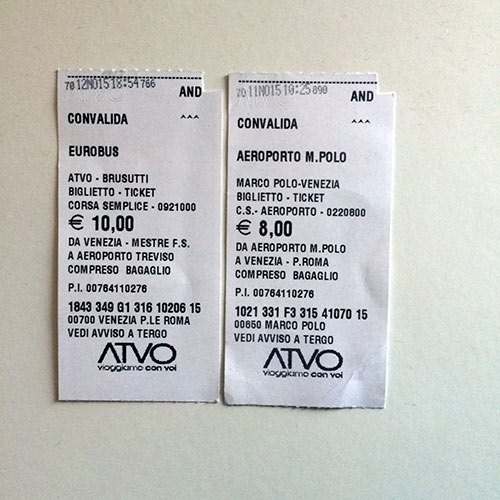 70 12NO15 18:54 766
AND
CONVALIDA ^^^
EUROBUS
ATVO - BRUSUTTI
BIGLIETTO - TICKET
CORSA SEMPLICE - 0921000
€ 10,00
DA VENEZIA - MESTRE F.S.
A AEROPORTO TREVISO
COMPRESO BAGAGLIO
P.I. 00764110276
1843 349 G1 316 10206 15
00700 VENEZIA P.LE ROMA
VEDI AVVISO A TERGO
ATVO
viaggiamo con voi
70 11NO15 10:25 890
AND
CONVALIDA ^^^
AEROPORTO M.POLO
MARCO POLO-VENEZIA
BIGLIETTO - TICKET
C.S.- AEROPORTO - 0220800
€ 8,00
DA AEROPORTO M.POLO
A VENEZIA - P.ROMA
COMPRESO BAGAGLIO
P.I. 00764110276
1021 331 F3 315 41070 15
00650 MARCO POLO
VEDI AVVISO A TERGO
ATVO
viaggiamo con voi